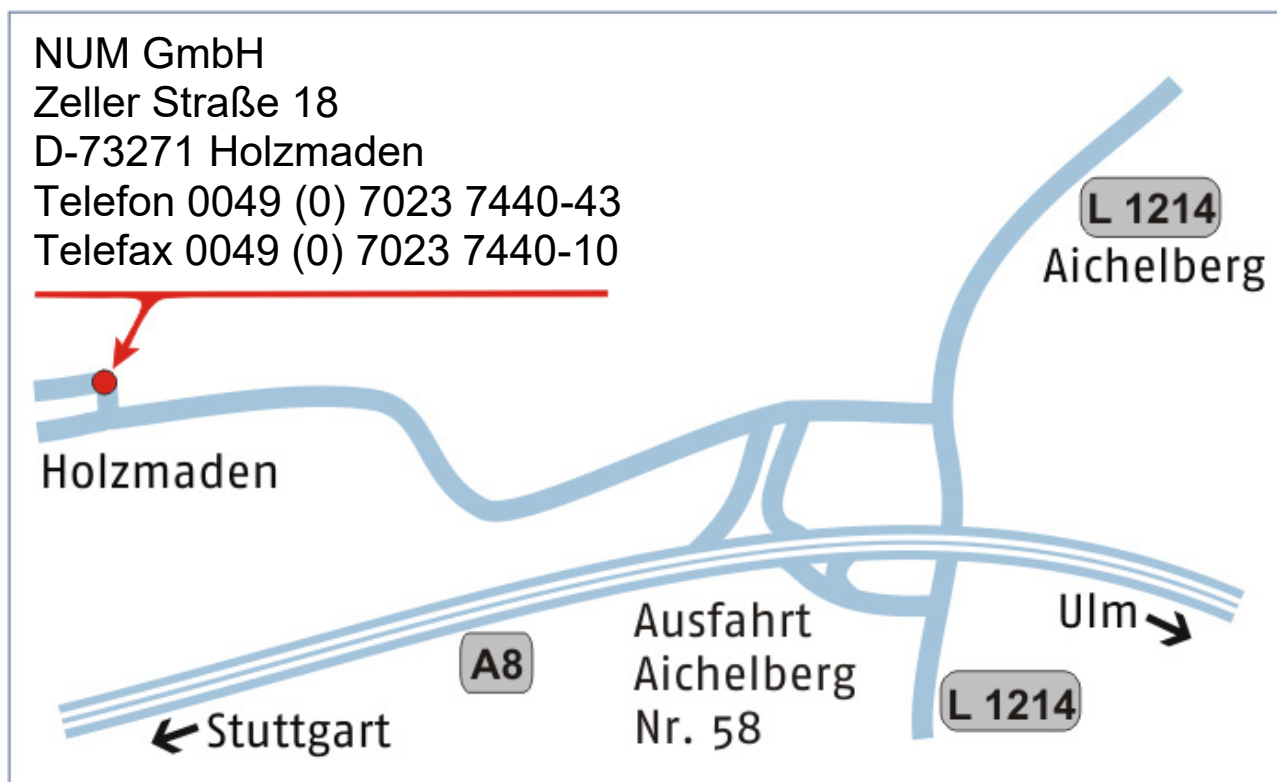 NUM GmbH
Zeller Straße 18
D-73271 Holzmaden
Telefon 0049 (0) 7023 7440-43
Telefax 0049 (0) 7023 7440-10
L 1214
Aichelberg
Holzmaden
Ausfahrt
Aichelberg
Nr. 58
Ulm
A8
L 1214
Stuttgart